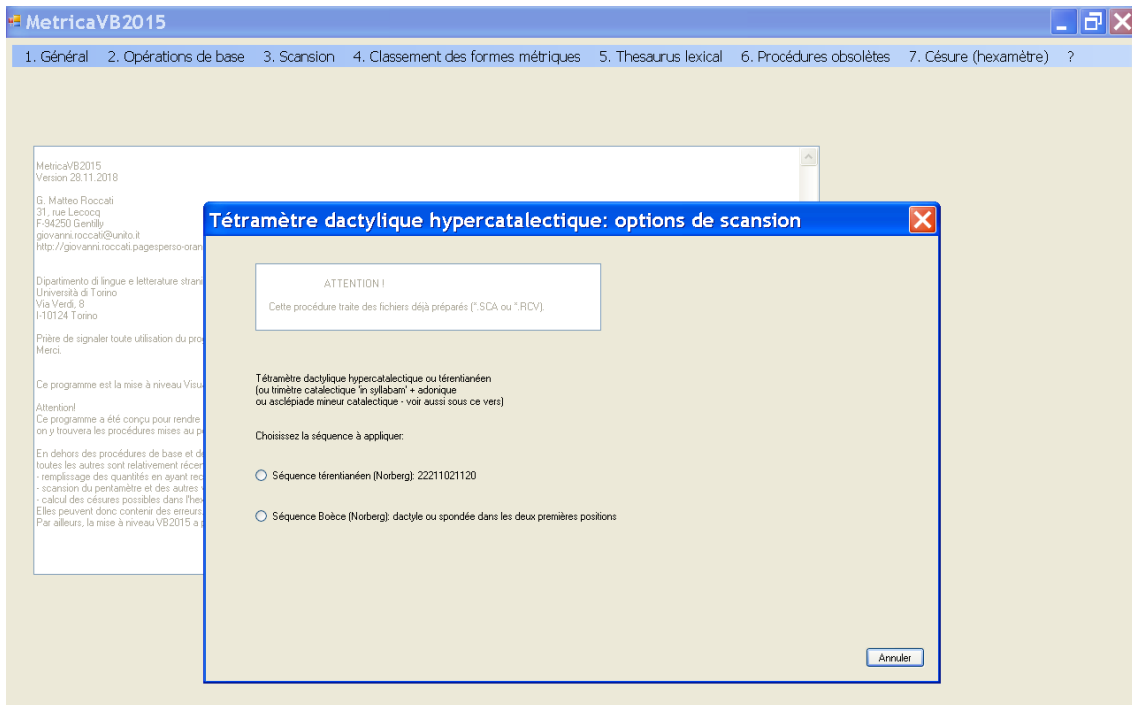 MetricaVB2015
1. Général 2. Opérations de base 3. Scansion 4. Classement des formes métriques 5. Thesaurus lexical 6. Procédures obsolètes 7. Césure (hexamètre) ?
MetricaVB2015
Version 28.11.2018
G. Matteo Roccati
31, rue Lecocq
F-94250 Gentilly
giovanni.roccati@unito.it
http://giovanni.roccati.pagesperso-oran
Dipartimento di lingue e letterature strani
Università di Torino
Via Verdi, 8
I-10124 Torino
Prière de signaler toute utilisation du pro
Merci.
Ce programme est la mise à niveau Visu
Attention!
Ce programme a été conçu pour rendre
on y trouvera les procédures mises au p
En dehors des procédures de base et de
toutes les autres sont relativement récen
- remplissage des quantités en ayant rec
- scansion du pentamètre et des autres v
- calcul des césures possibles dans l'hex
Elles peuvent donc contenir des erreurs.
Par ailleurs, la mise à niveau VB2015 a p
Tétramètre dactylique hypercatalectique: options de scansion
ATTENTION !
Cette procédure traite des fichiers déjà préparés (*.SCA ou *.RCV).
Tétramètre dactylique hypercatalectique ou térentianéen
(ou trimètre catalectique 'in syllabam' + adonique
ou asclépiade mineur catalectique - voir aussi sous ce vers)
Choisissez la séquence à appliquer:
Séquence térentianéen (Norberg): 22211021120
Séquence Boèce (Norberg): dactyle ou spondée dans les deux premières positions
Annuler